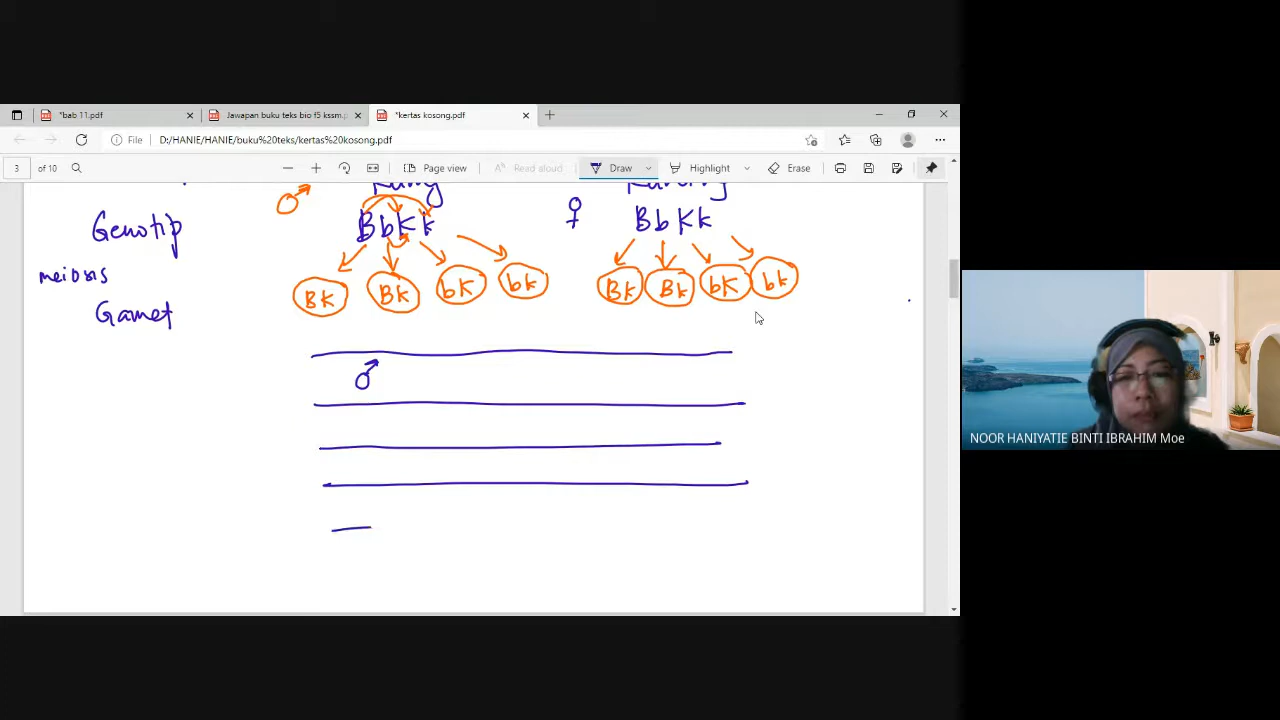 *bab 11.pdf
Jawapan buku teks bio f5 kssm.pdf
*kertas kosong.pdf
File
D:/HANIE/HANIE/buku%20teks/kertas%20kosong.pdf
3 of 10
Page view
Read aloud
Draw
Highlight
Erase
♂
Genotip BbKk ♀ BbKk
meiosis
Gamet BK Bk bK bk BK Bk bK bk
♂
NOOR HANIYATIE BINTI IBRAHIM Moe